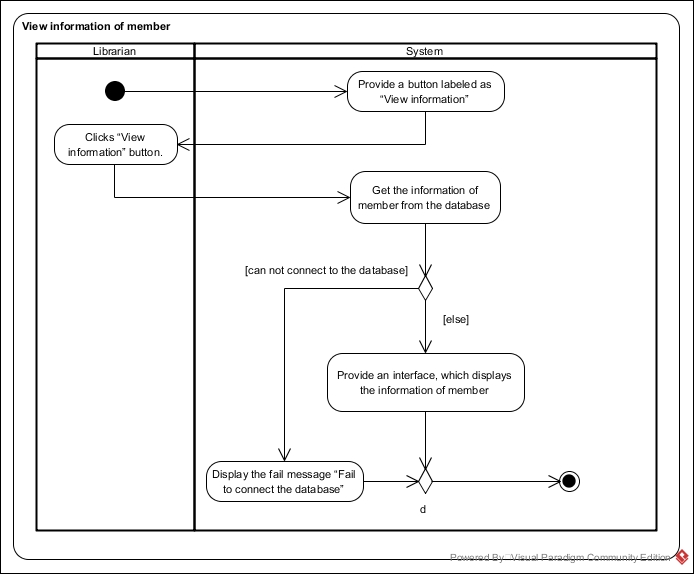 View information of member
Librarian
System
Provide a button labeled as
“View information”
Clicks “View
information” button.
Get the information of
member from the database
[can not connect to the database]
[else]
Provide an interface, which displays
the information of member
Display the fail message “Fail
to connect the database”
d
Powered By Visual Paradigm Community Edition